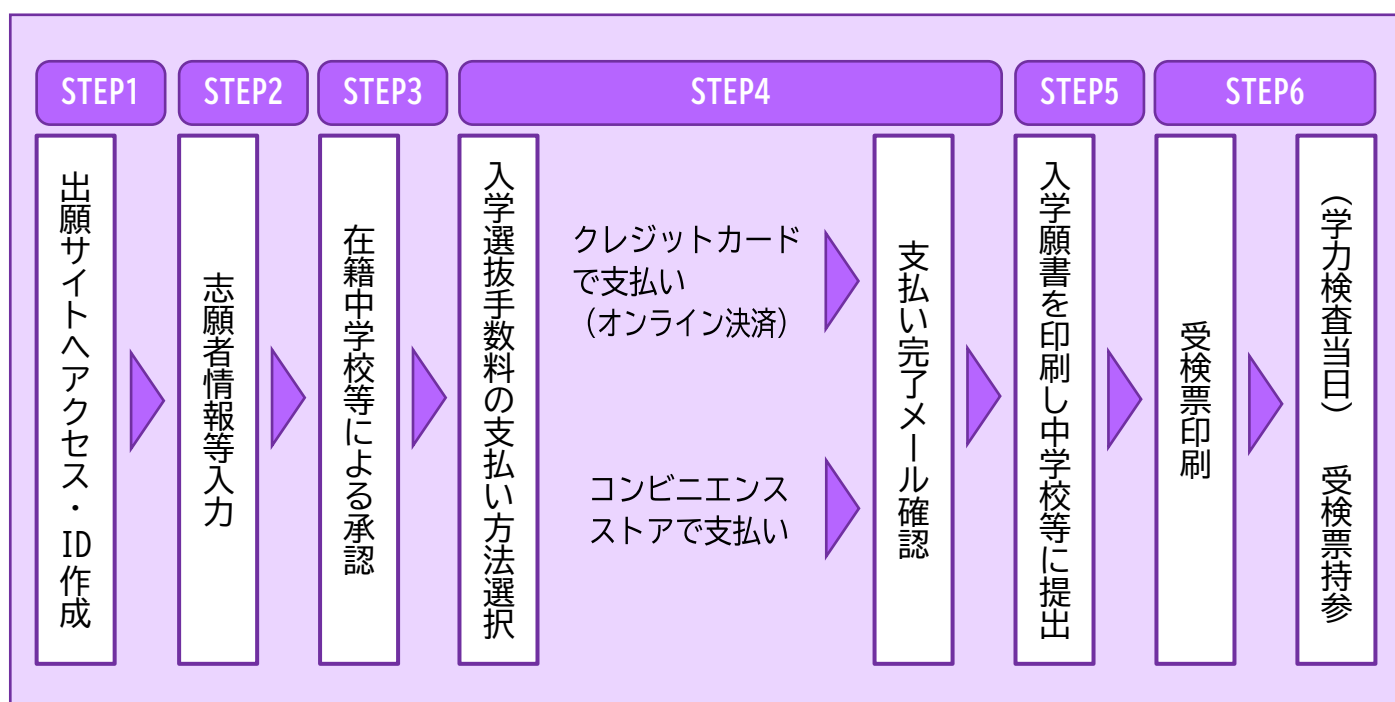 STEP1
出願サイトへアクセス・ID作成
STEP2
志願者情報等入力
STEP3
在籍中学校等による承認
STEP4
入学選抜手数料の支払い方法選択
クレジットカード
で支払い
（オンライン決済）
コンビニエンス
ストアで支払い
支払い完了メール確認
STEP5
入学願書を印刷し中学校等に提出
STEP6
受検票印刷
（学力検査当日）　受検票持参